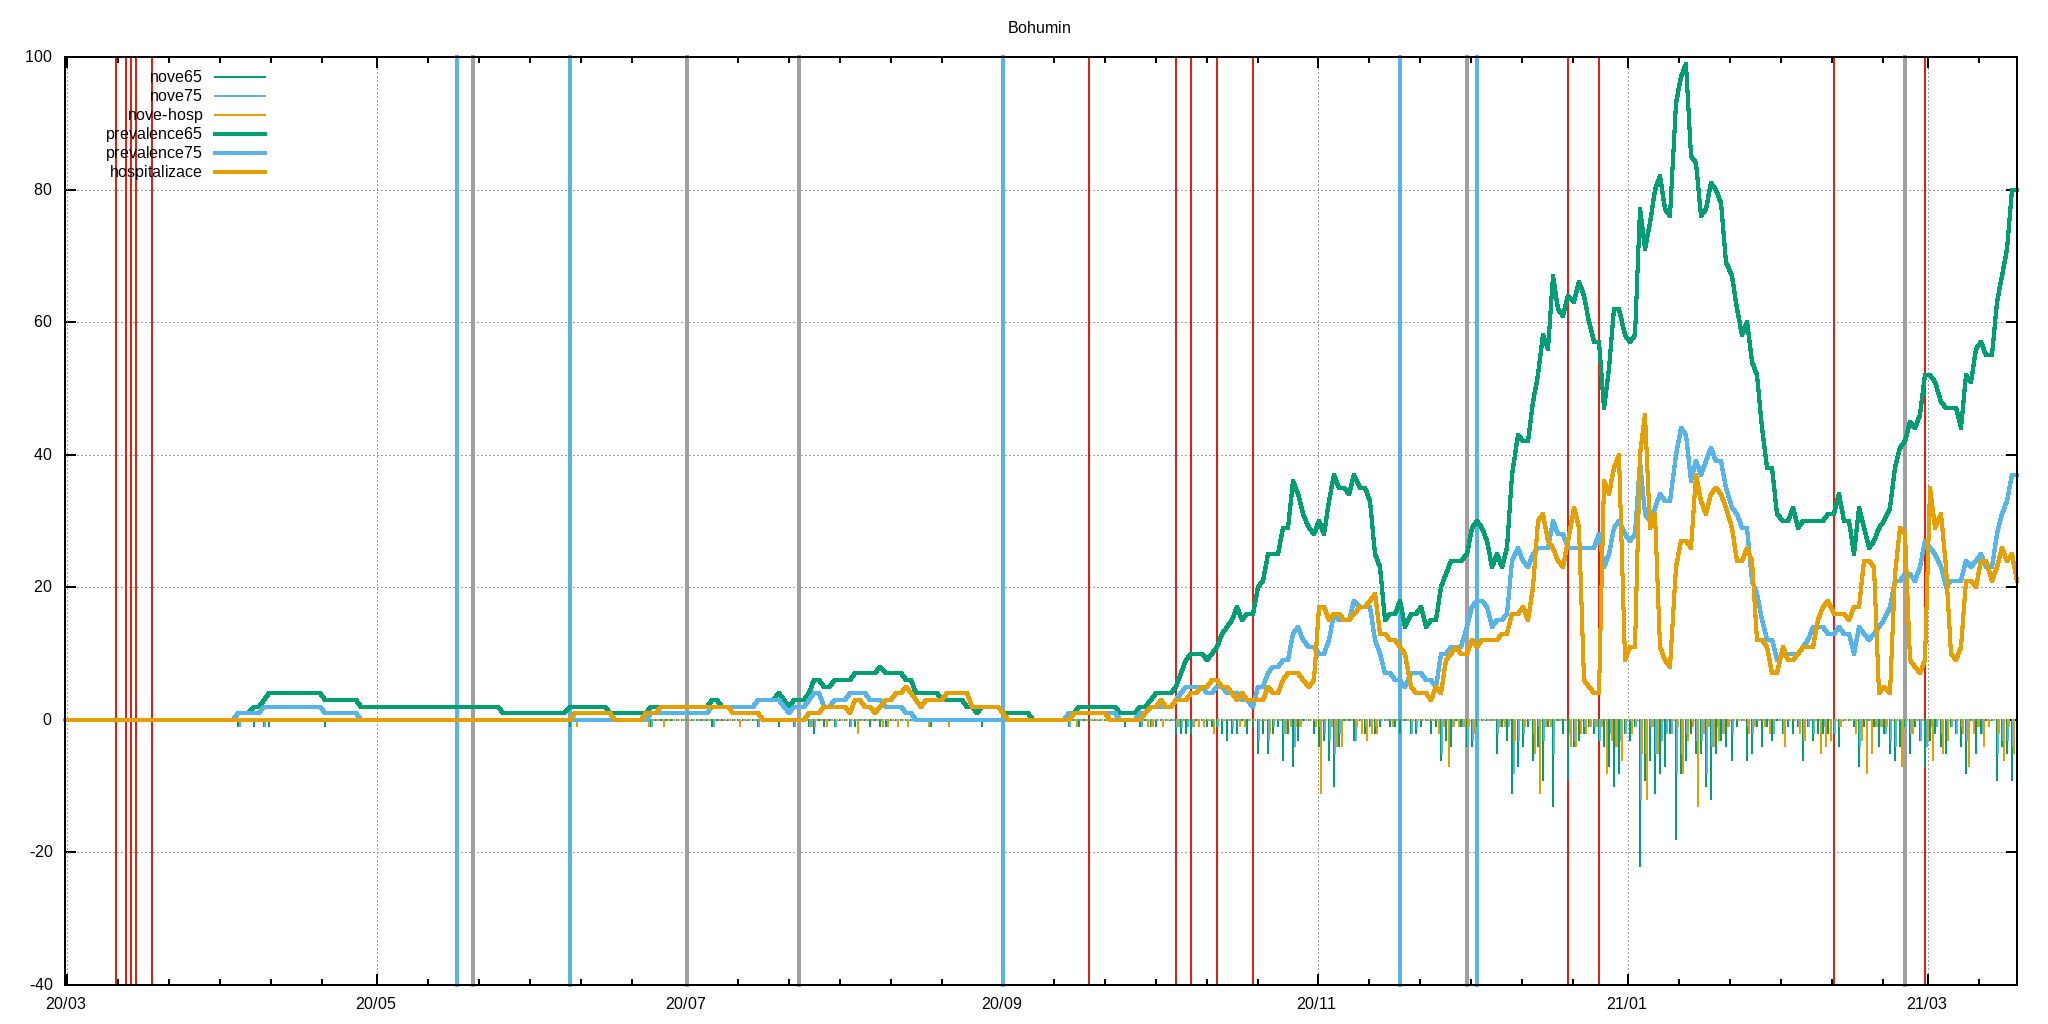 Bohumin
100
80
60
40
20
0
-20
-40
nove65
nove75
nove-hosp
prevalence65
prevalence75
hospitalizace
20/03 20/05 20/07 20/09 20/11 21/01 21/03